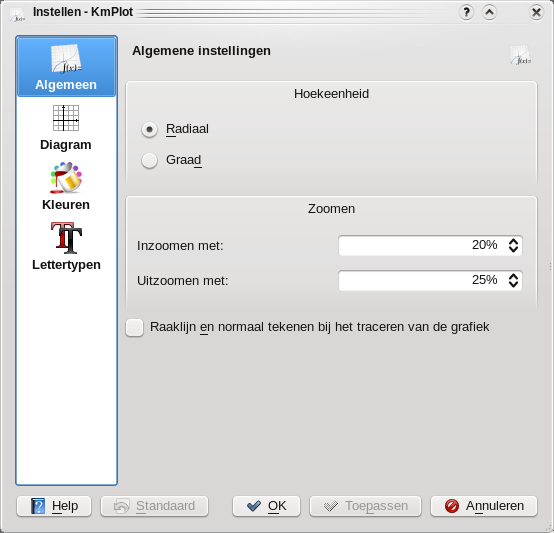 Instellen - KmPlot
Algemeen
Diagram
Kleuren
Lettertypen
Algemene instellingen
Hoekeenheid
Radiaal
Graad
Zoomen
Inzoomen met: 20%
Uitzoomen met: 25%
Raaklijn en normaal tekenen bij het traceren van de grafiek
Help Standaard OK Toepassen Annuleren